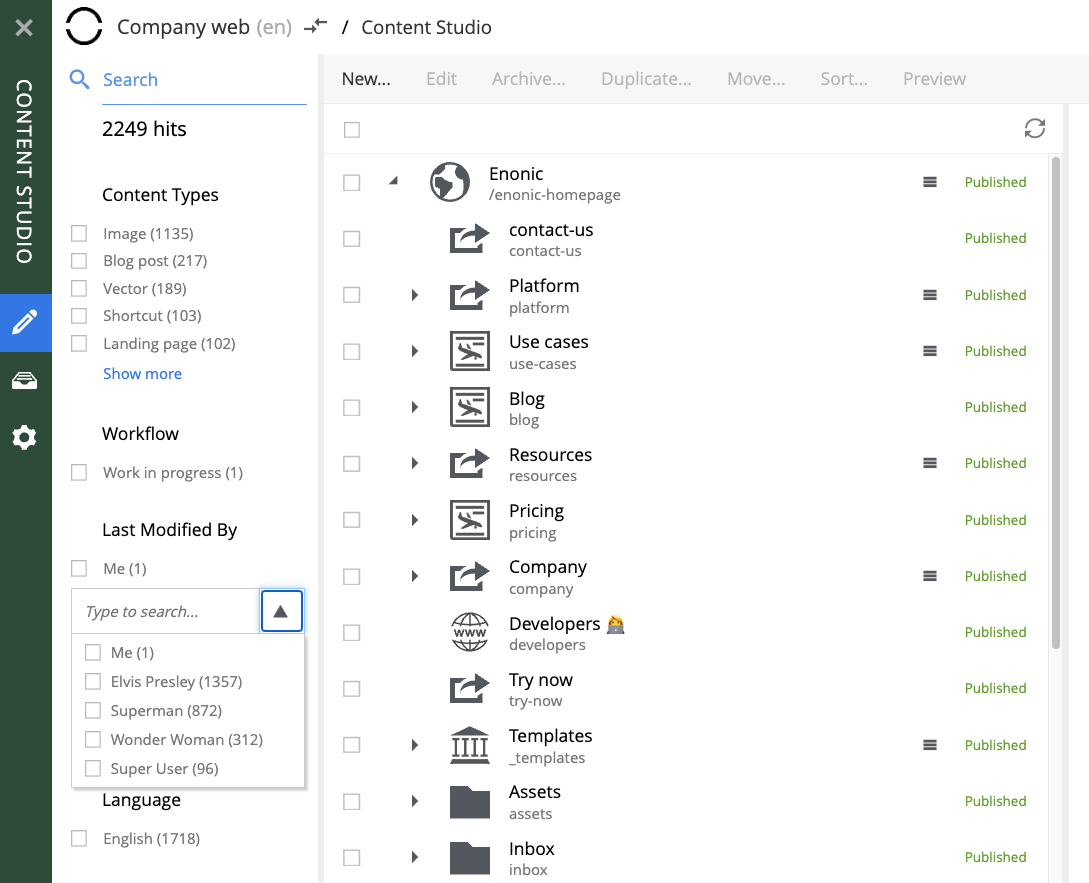 Company web (en) / Content Studio
CONTENT STUDIO
Search
2249 hits
Content Types
Image (1135)
Blog post (217)
Vector (189)
Shortcut (103)
Landing page (102)
Show more
Workflow
Work in progress (1)
Last Modified By
Me (1)
Type to search...
Me (1)
Elvis Presley (1357)
Superman (872)
Wonder Woman (312)
Super User (96)
Language
English (1718)
New... Edit Archive... Duplicate... Move... Sort... Preview
Enonic
/enonic-homepage
Published
contact-us
contact-us
Published
Platform
platform
Published
Use cases
use-cases
Published
Blog
blog
Published
Resources
resources
Published
Pricing
pricing
Published
Company
company
Published
WWW
Developers 👩‍💻
developers
Published
Try now
try-now
Published
Templates
_templates
Published
Assets
assets
Published
Inbox
inbox
Published